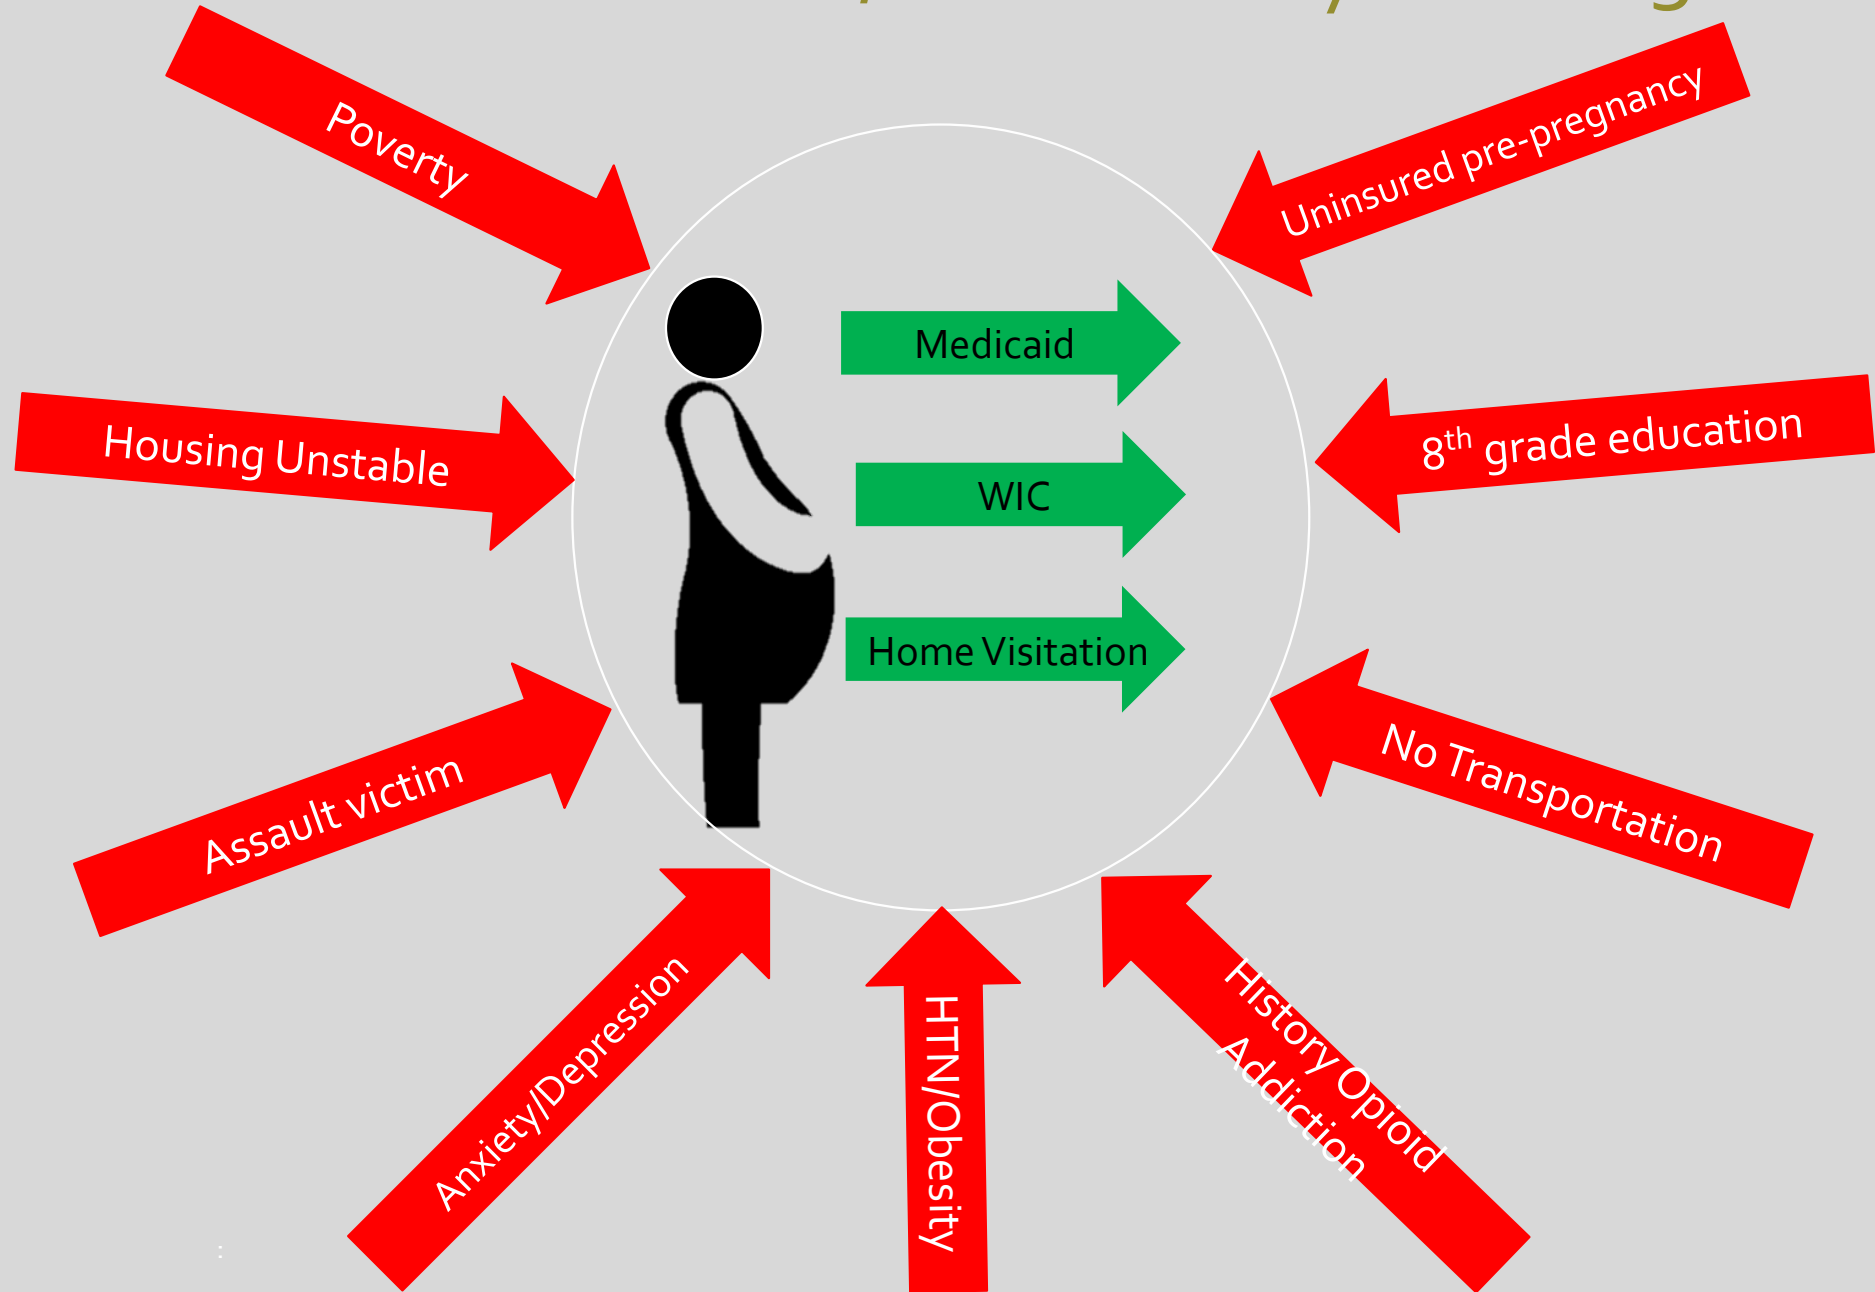 Poverty
Uninsured pre-pregnancy
Medicaid
Housing Unstable
8th grade education
WIC
Home Visitation
Assault victim
No Transportation
Anxiety/Depression
HTN/Obesity
History Opioid
Addiction
: